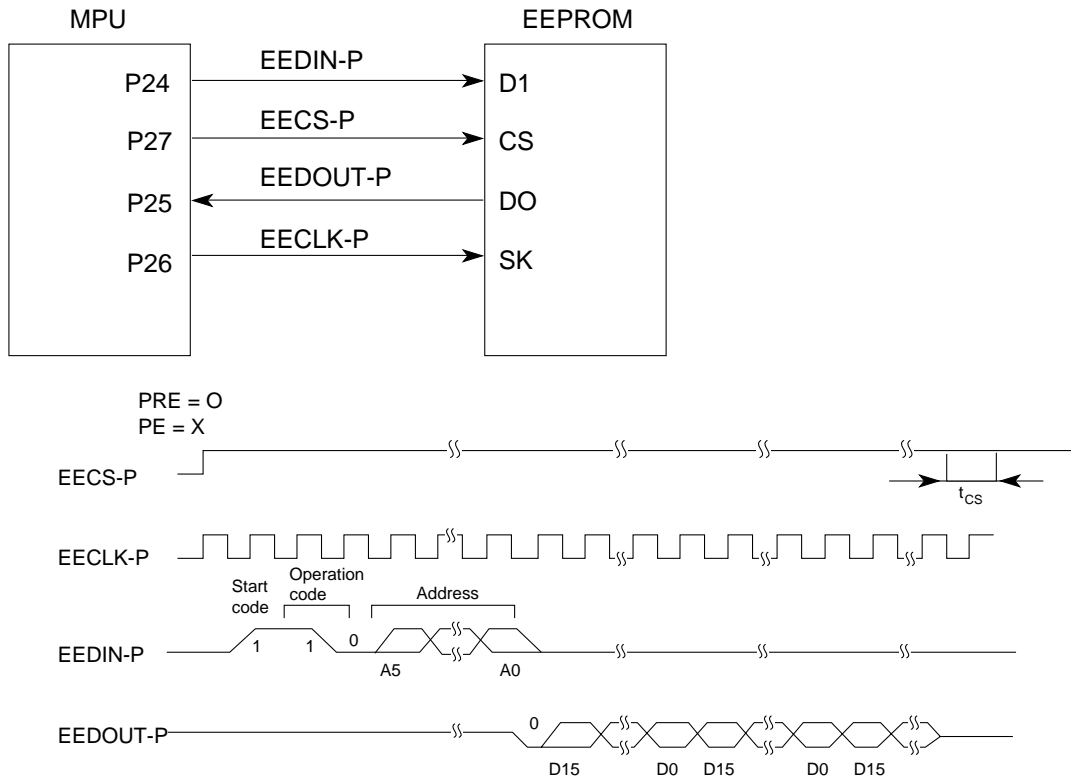 MPU EEPROM
P24 EEDIN-P D1
P27 EECS-P CS
P25 EEDOUT-P DO
P26 EECLK-P SK
PRE = O
PE = X
EECS-P
tCS
EECLK-P
Start code
Operation code
Address
EEDIN-P
1 1 0
A5 A0
EEDOUT-P
0
D15 D0 D15 D0 D15